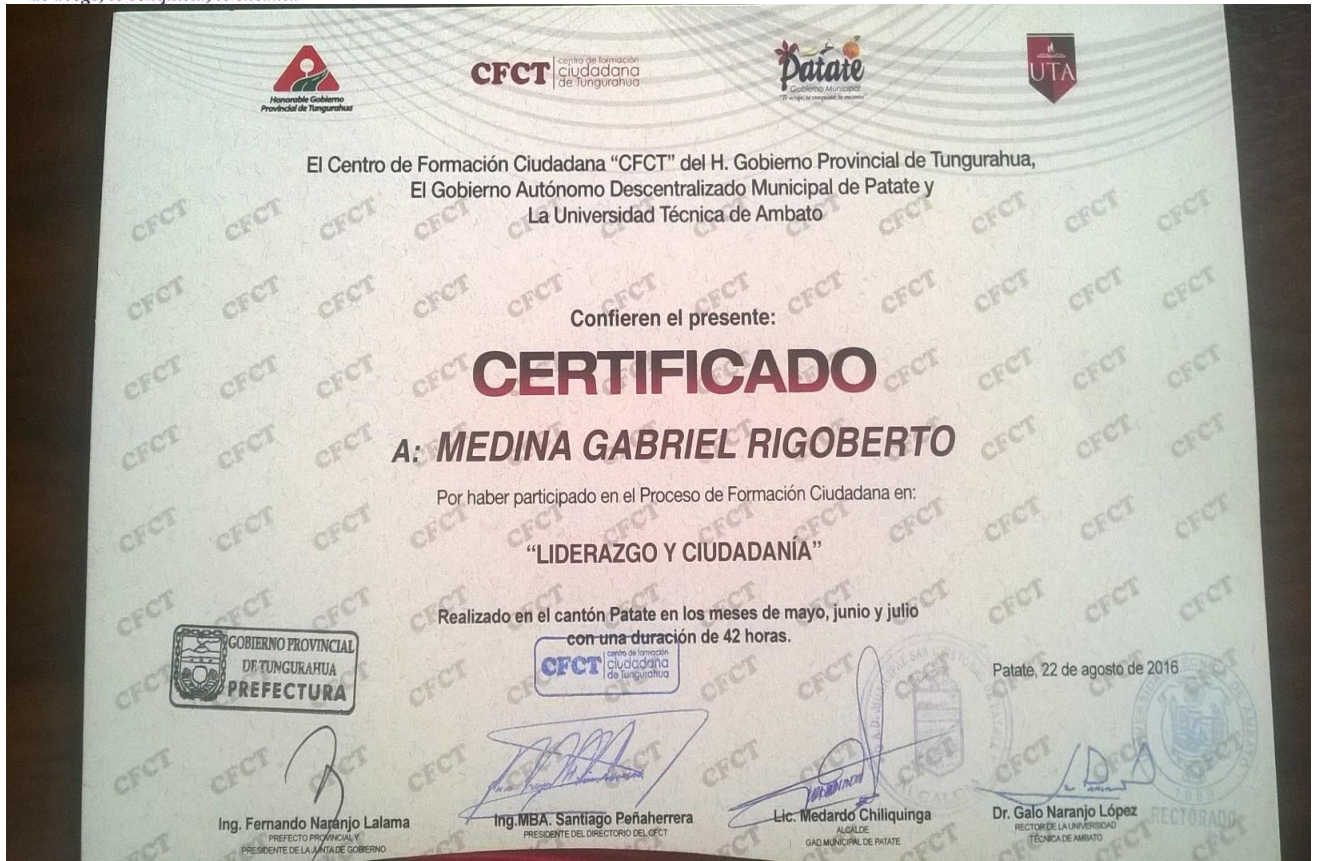 Honorable Gobierno
Provincial de Tungurahua
CFCT centro de formación
ciudadana
de Tungurahua
Patate
Gobierno Municipal
UTA
El Centro de Formación Ciudadana “CFCT” del H. Gobierno Provincial de Tungurahua,
El Gobierno Autónomo Descentralizado Municipal de Patate y
La Universidad Técnica de Ambato
Confieren el presente:
CERTIFICADO
A: MEDINA GABRIEL RIGOBERTO
Por haber participado en el Proceso de Formación Ciudadana en:
“LIDERAZGO Y CIUDADANÍA”
Realizado en el cantón Patate en los meses de mayo, junio y julio
con una duración de 42 horas.
GOBIERNO PROVINCIAL
DE TUNGURAHUA
PREFECTURA
CFCT centro de formación
ciudadana
de Tungurahua
Patate, 22 de agosto de 2016
Ing. Fernando Naranjo Lalama
PREFECTO PROVINCIAL Y
PRESIDENTE DE LA JUNTA DE GOBIERNO
Ing.MBA. Santiago Peñaherrera
PRESIDENTE DEL DIRECTORIO DEL CFCT
Lic. Medardo Chiliquinga
ALCALDE
GAD MUNICIPAL DE PATATE
Dr. Galo Naranjo López
RECTOR DE LA UNIVERSIDAD
TÉCNICA DE AMBATO
RECTORADO